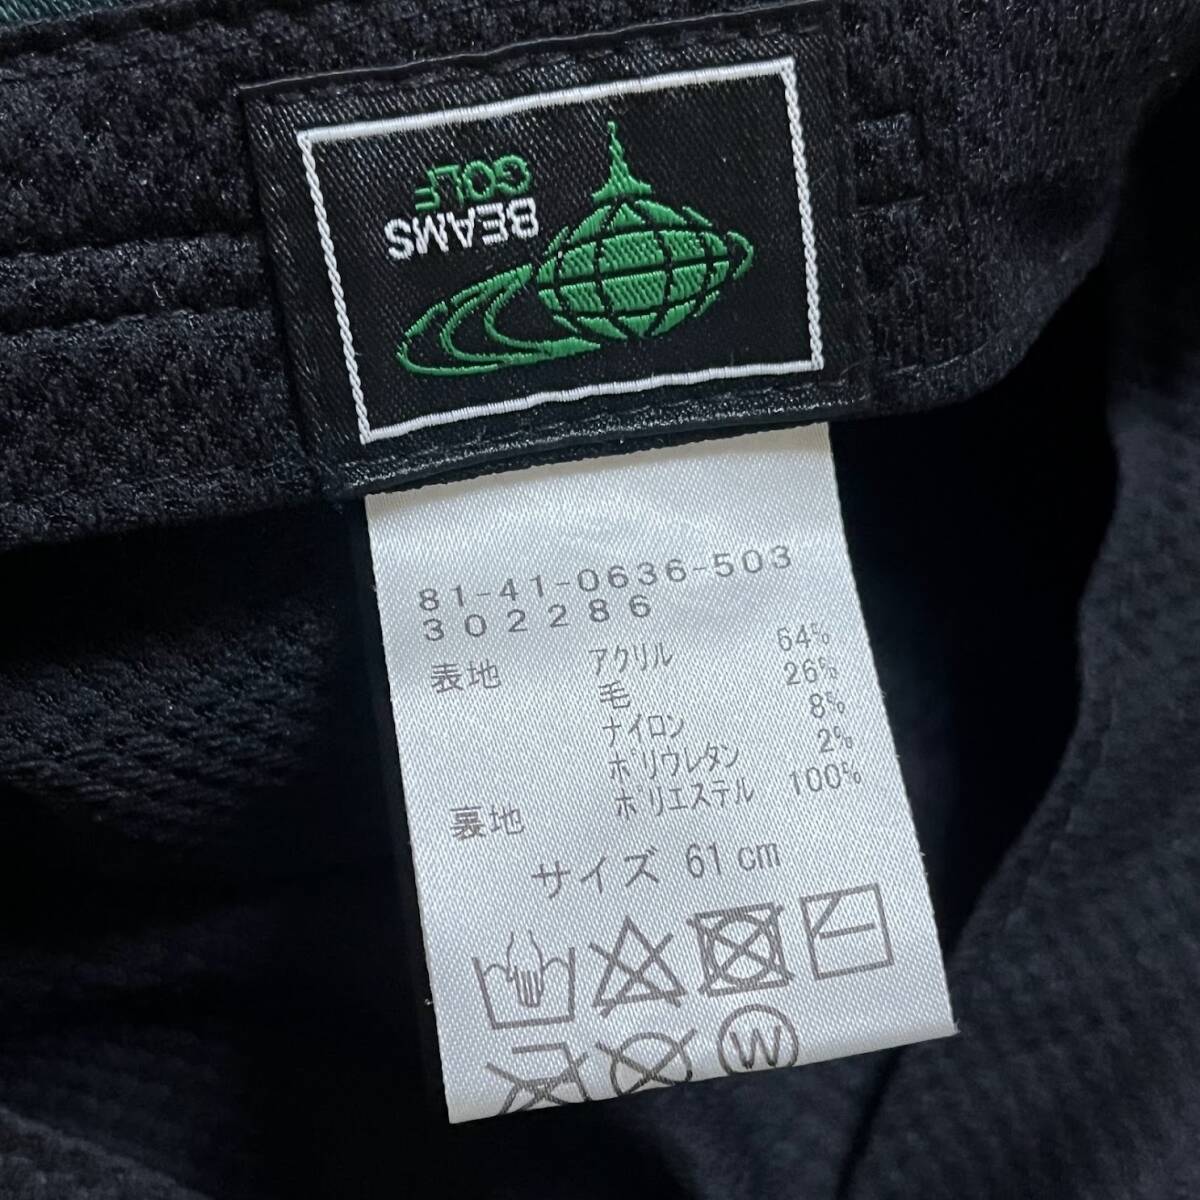 BEAMS
GOLF
81-41-0636-503
302286
表地 アクリル 64%
毛 26%
ナイロン 8%
ポリウレタン 2%
裏地 ポリエステル 100%
サイズ 61cm
W